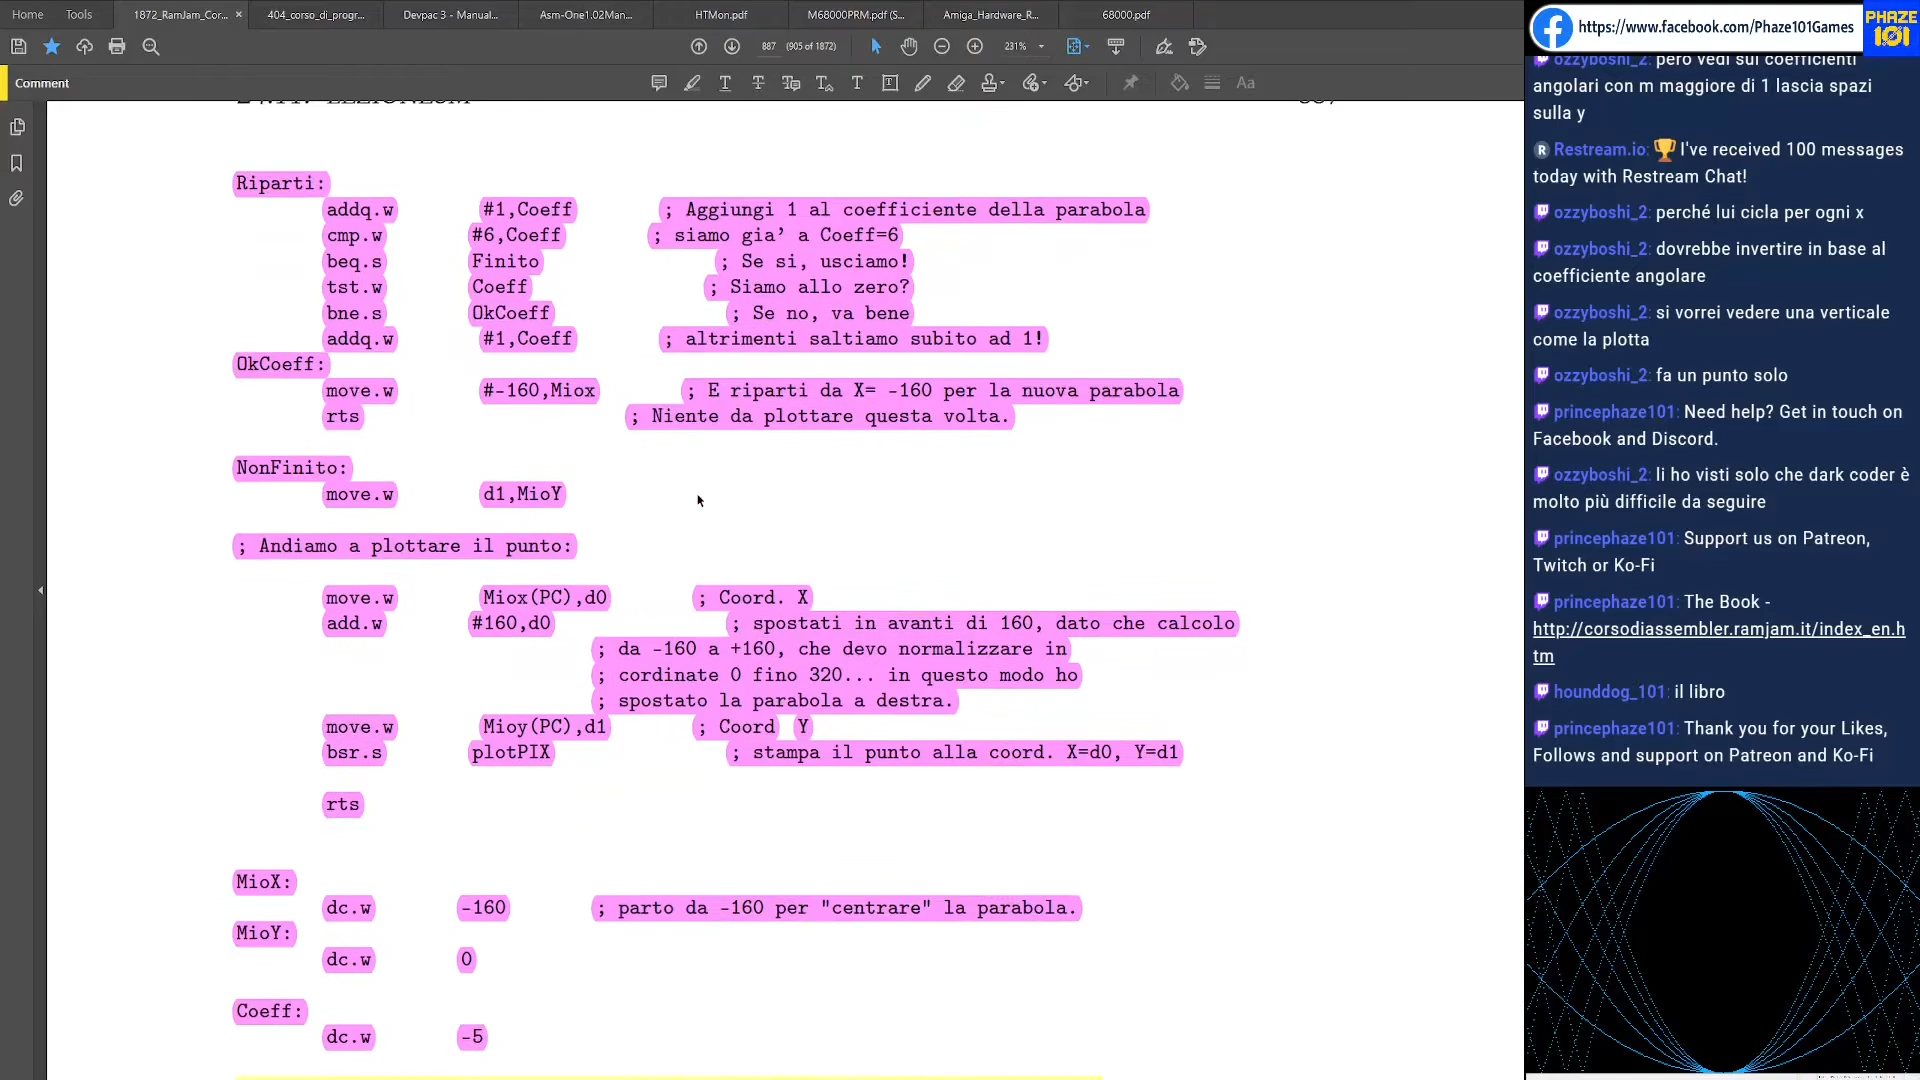 Home
Tools
1872_RamJam_Cor...
×
404_corso_di_progr...
Devpac 3 - Manual...
Asm-One1.02Man...
HTMon.pdf
M68000PRM.pdf (S...
Amiga_Hardware_R...
68000.pdf
887 (905 of 1872)
231%
Comment
Riparti:
addq.w #1,Coeff ; Aggiungi 1 al coefficiente della parabola
cmp.w #6,Coeff ; siamo gia’ a Coeff=6
beq.s Finito ; Se si, usciamo!
tst.w Coeff ; Siamo allo zero?
bne.s OkCoeff ; Se no, va bene
addq.w #1,Coeff ; altrimenti saltiamo subito ad 1!
OkCoeff:
move.w #-160,Miox ; E riparti da X= -160 per la nuova parabola
rts ; Niente da plottare questa volta.
NonFinito:
move.w d1,MioY
; Andiamo a plottare il punto:
move.w Miox(PC),d0 ; Coord. X
add.w #160,d0 ; spostati in avanti di 160, dato che calcolo
; da -160 a +160, che devo normalizzare in
; cordinate 0 fino 320... in questo modo ho
; spostato la parabola a destra.
move.w Mioy(PC),d1 ; Coord Y
bsr.s plotPIX ; stampa il punto alla coord. X=d0, Y=d1
rts
MioX:
dc.w -160 ; parto da -160 per "centrare" la parabola.
MioY:
dc.w 0
Coeff:
dc.w -5
https://www.facebook.com/Phaze101Games
PHAZE
101
ozzyboshi_2: però vedi sui coefficienti
angolari con m maggiore di 1 lascia spazi
sulla y
Restream.io: 🏆 I've received 100 messages
today with Restream Chat!
ozzyboshi_2: perché lui cicla per ogni x
ozzyboshi_2: dovrebbe invertire in base al
coefficiente angolare
ozzyboshi_2: si vorrei vedere una verticale
come la plotta
ozzyboshi_2: fa un punto solo
princephaze101: Need help? Get in touch on
Facebook and Discord.
ozzyboshi_2: li ho visti solo che dark coder è
molto più difficile da seguire
princephaze101: Support us on Patreon,
Twitch or Ko-Fi
princephaze101: The Book -
http://corsodiassembler.ramjam.it/index_en.h
tm
hounddog_101: il libro
princephaze101: Thank you for your Likes,
Follows and support on Patreon and Ko-Fi